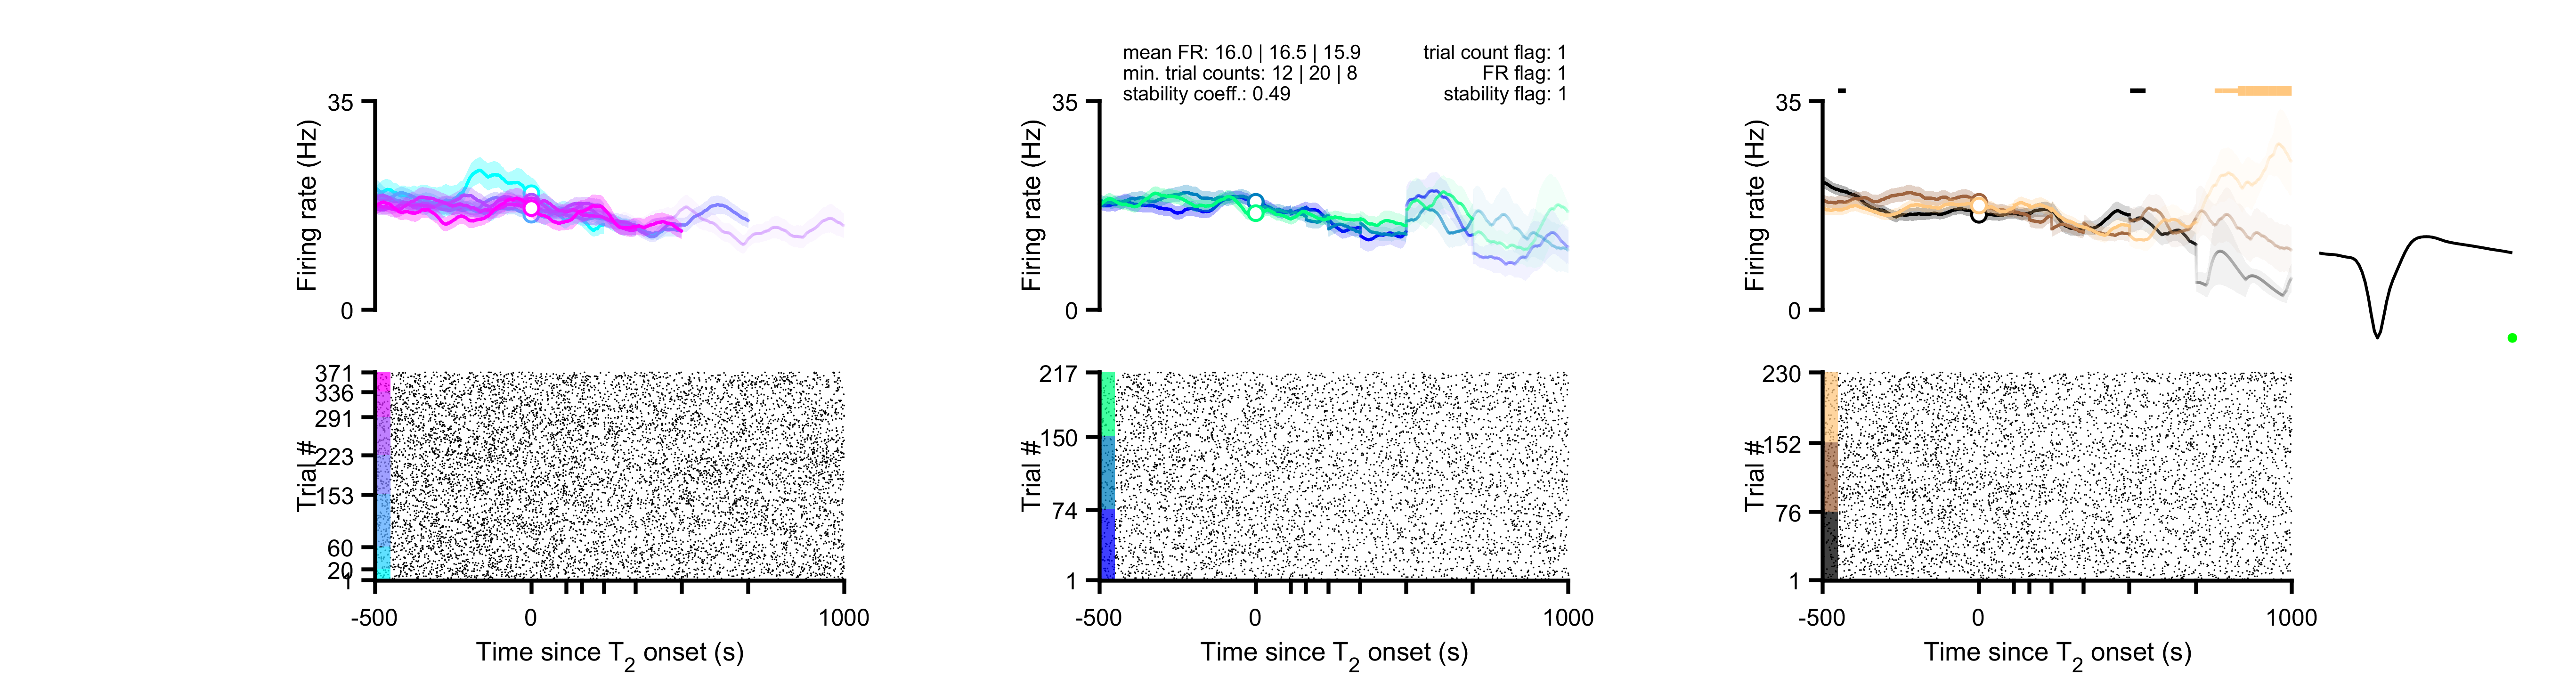 mean FR: 16.0 | 16.5 | 15.9
min. trial counts: 12 | 20 | 8
stability coeff.: 0.49
trial count flag: 1
FR flag: 1
stability flag: 1
35
Firing rate (Hz)
0
35
Firing rate (Hz)
0
35
Firing rate (Hz)
0
371
336
291
223
153
60
20
1
Trial #
-500
0
1000
Time since T2 onset (s)
217
150
74
1
Trial #
-500
0
1000
Time since T2 onset (s)
230
152
76
1
Trial #
-500
0
1000
Time since T2 onset (s)